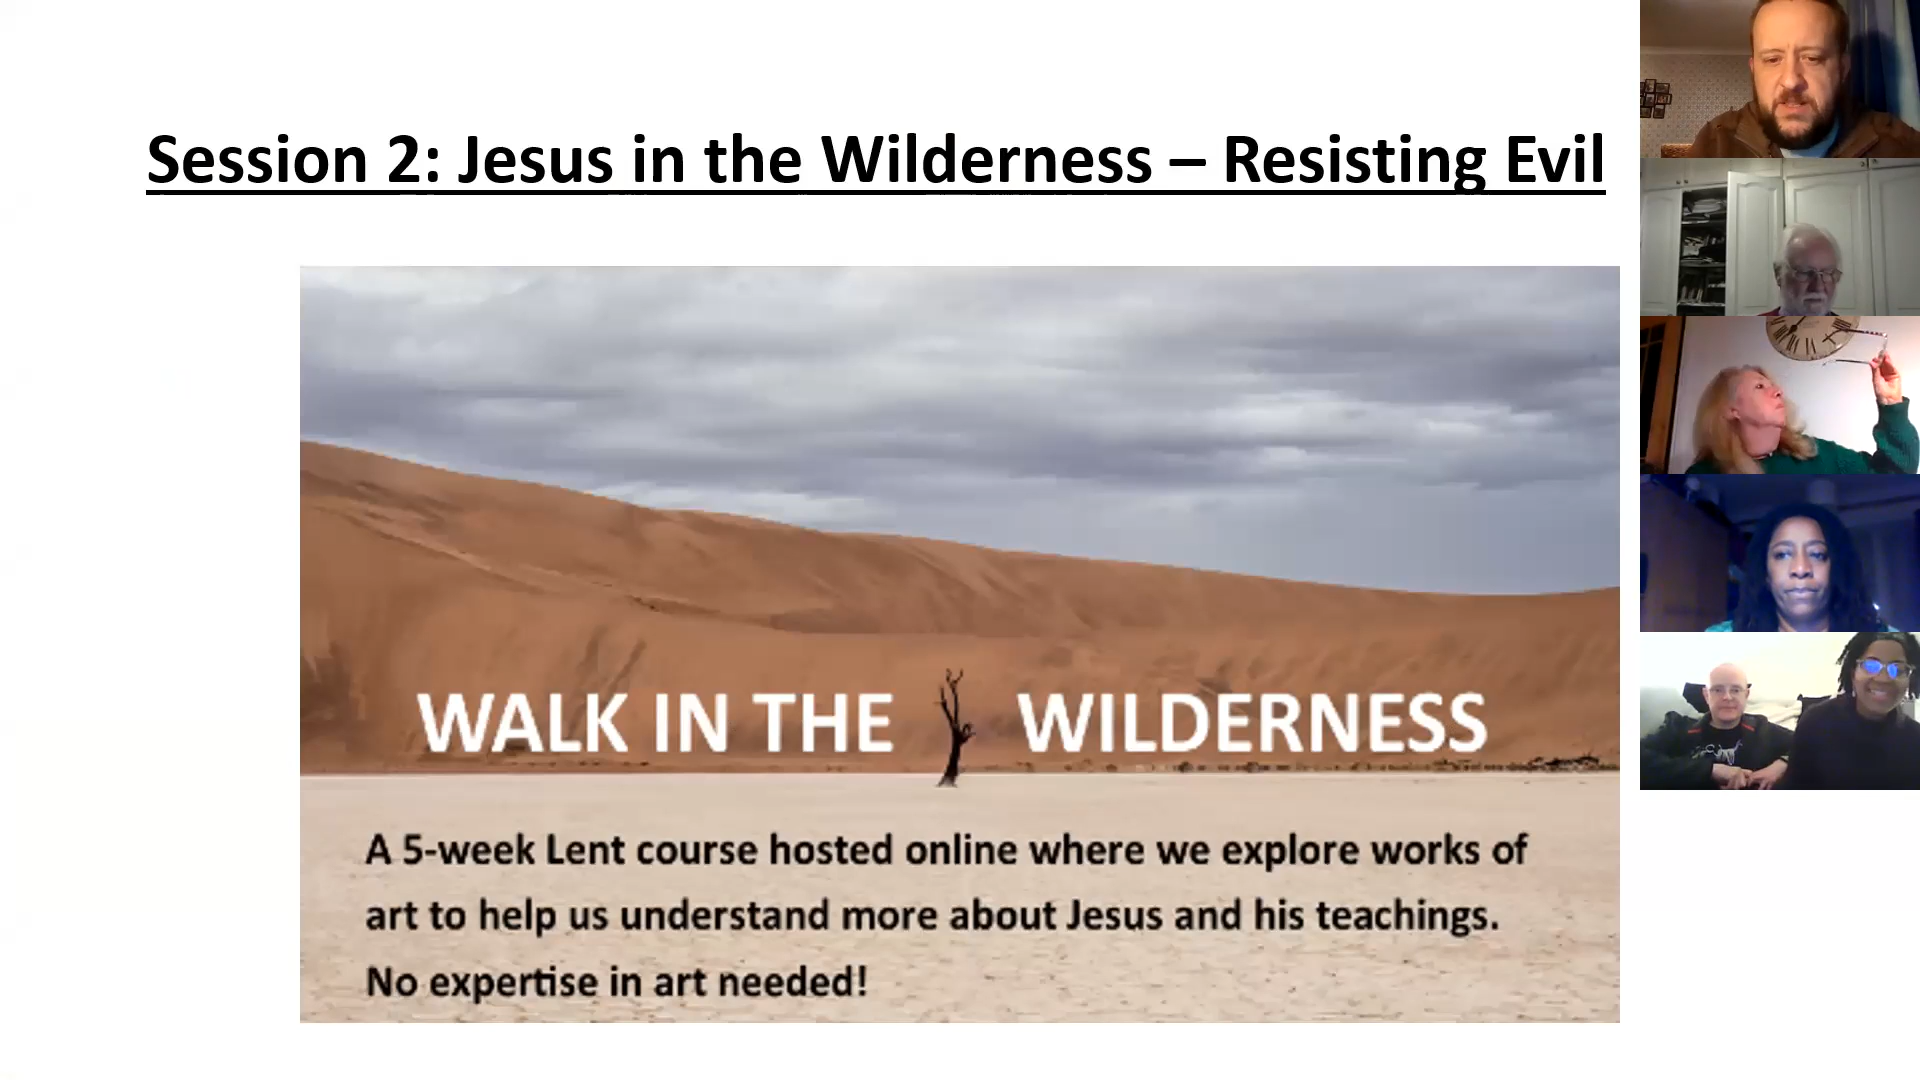 Session 2: Jesus in the Wilderness – Resisting Evil
WALK IN THE WILDERNESS
A 5-week Lent course hosted online where we explore works of
art to help us understand more about Jesus and his teachings.
No expertise in art needed!